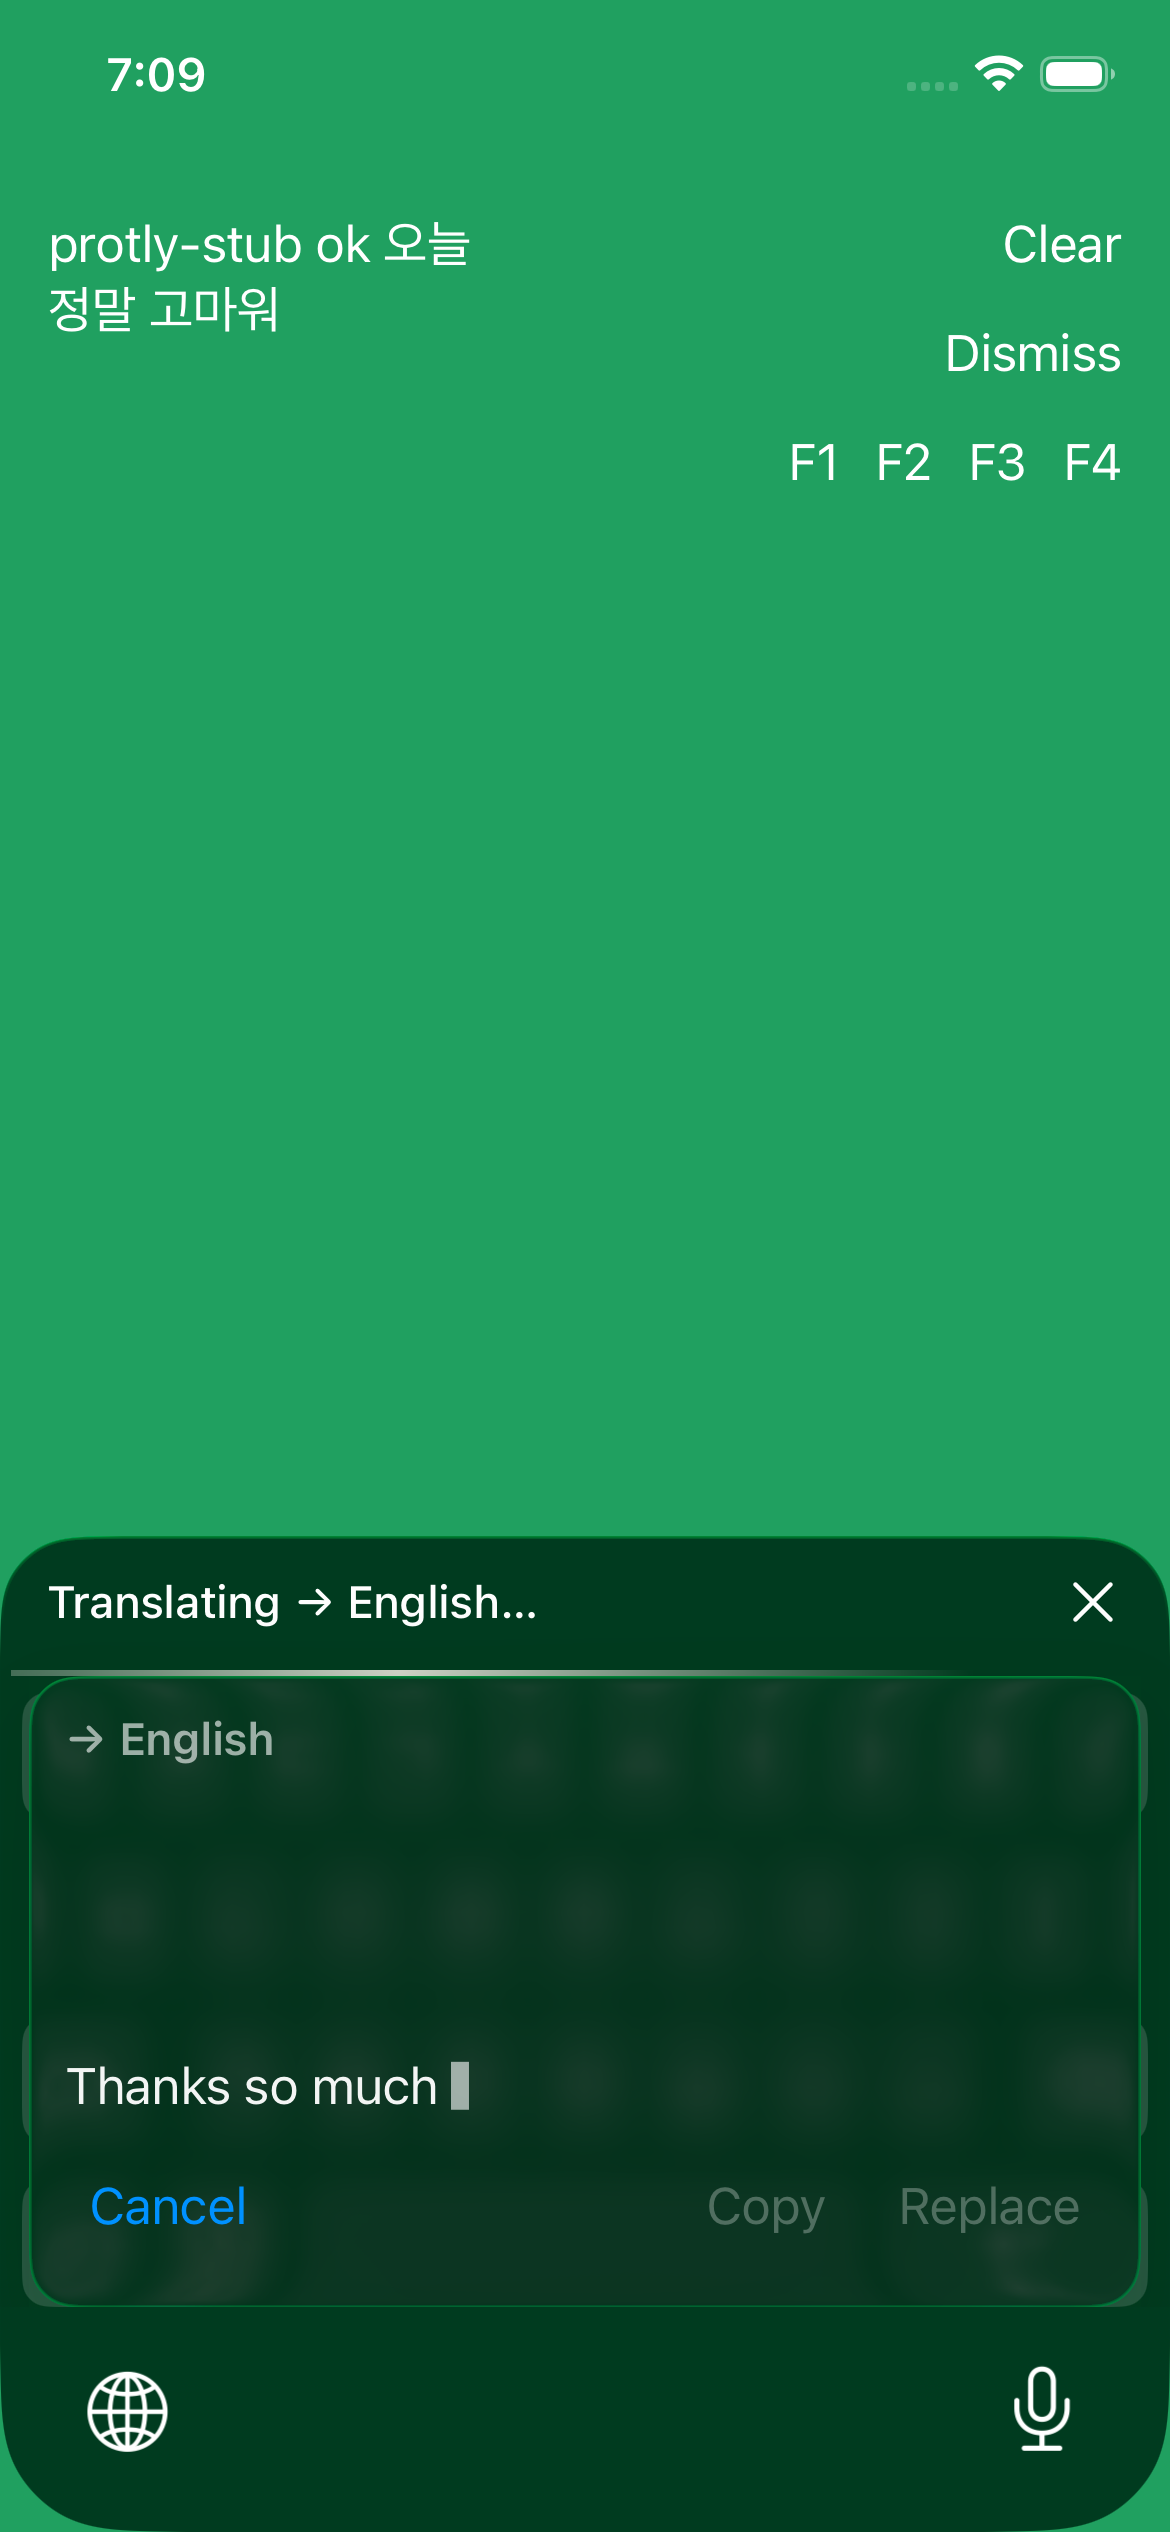 7:09
protly-stub ok 오늘
정말 고마워
Clear
Dismiss
F1 F2 F3 F4
Translating → English...
→ English
Thanks so much
Cancel
Copy
Replace